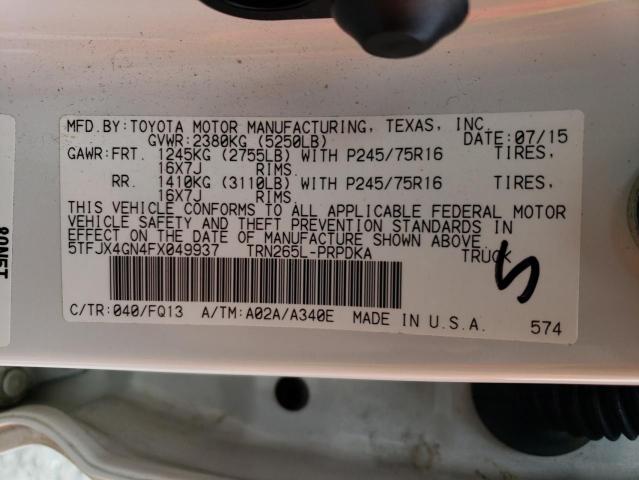 MFD.BY:TOYOTA MOTOR MANUFACTURING, TEXAS, INC.
GVWR:2380KG (5250LB) DATE:07/15
GAWR:FRT. 1245KG (2755LB) WITH P245/75R16 TIRES,
16X7J RIMS
RR. 1410KG (3110LB) WITH P245/75R16 TIRES,
16X7J RIMS
THIS VEHICLE CONFORMS TO ALL APPLICABLE FEDERAL MOTOR
VEHICLE SAFETY AND THEFT PREVENTION STANDARDS IN
EFFECT ON THE DATE OF MANUFACTURE SHOWN ABOVE
5TFJX4GN4FX049937 TRN265L-PRPDKA TRUCK
C/TR:040/FQ13 A/TM:A02A/A340E MADE IN U.S.A. 574